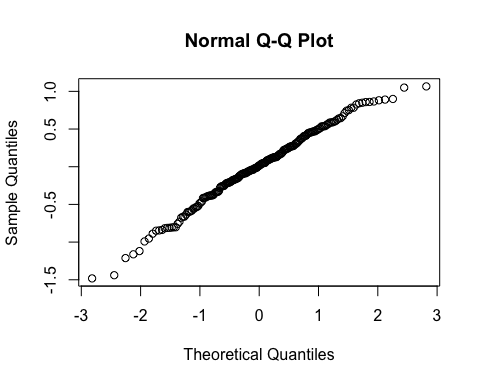 Normal Q-Q Plot
1.0
0.5
-0.5
-1.5
Sample Quantiles
-3 -2 -1 0 1 2 3
Theoretical Quantiles